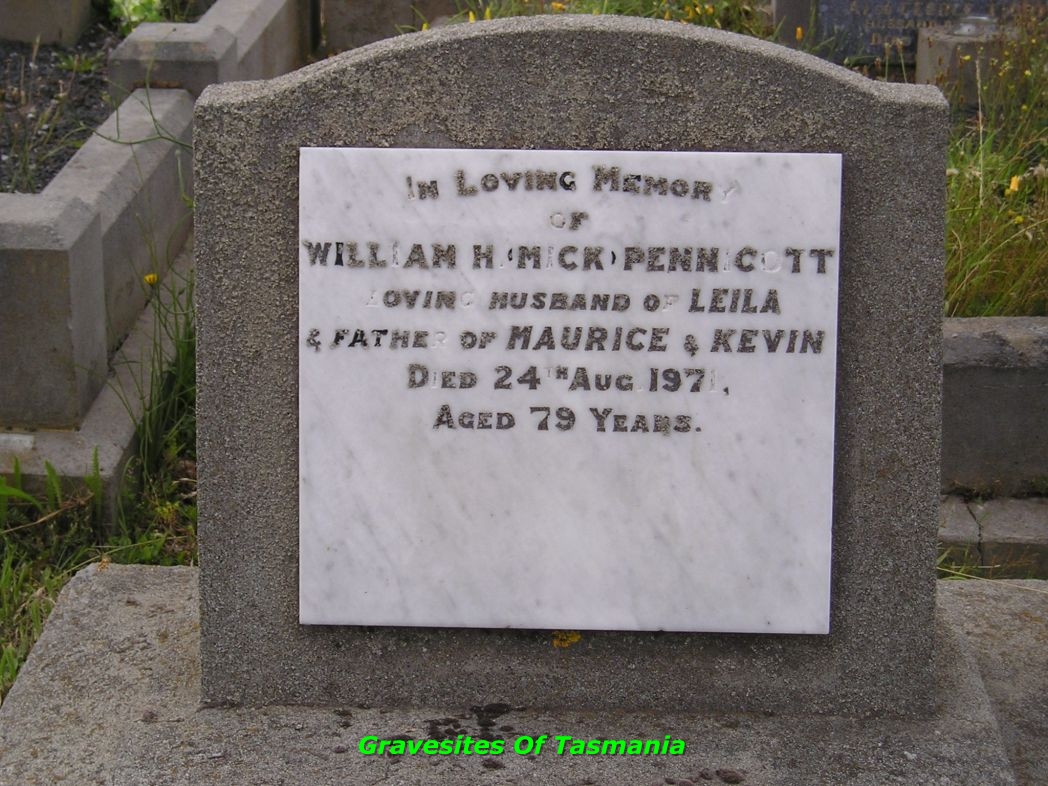 IN LOVING MEMORY
OF
WILLIAM H. (MICK) PENNICOTT
LOVING HUSBAND OF LEILA
& FATHER OF MAURICE & KEVIN
DIED 24TH AUG. 1971,
AGED 79 YEARS.
Gravesites Of Tasmania